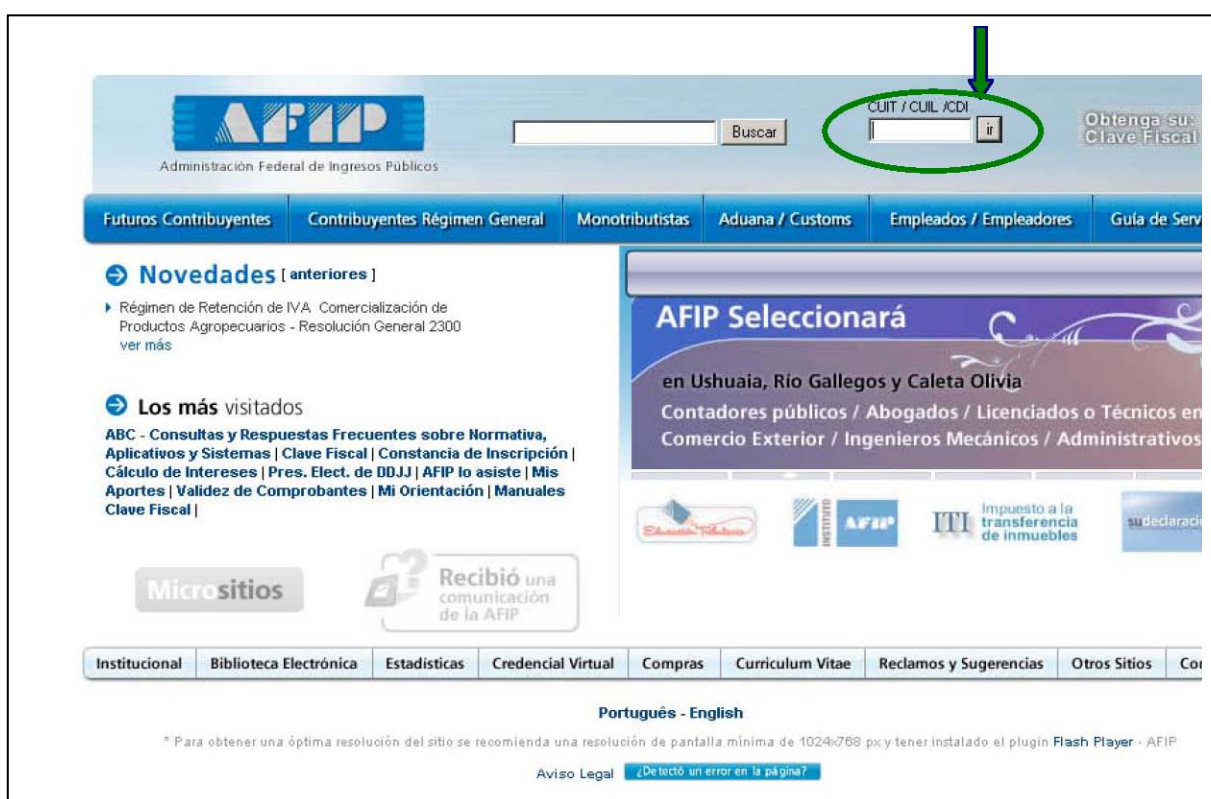 AFIP
Administración Federal de Ingresos Públicos
Buscar
CUIT / CUIL /CDI
ir
Obtenga su:
Clave Fiscal
Futuros Contribuyentes
Contribuyentes Régimen General
Monotributistas
Aduana / Customs
Empleados / Empleadores
Guía de Serv
Novedades [ anteriores ]
Régimen de Retención de IVA Comercialización de
Productos Agropecuarios - Resolución General 2300
ver más
Los más visitados
ABC - Consultas y Respuestas Frecuentes sobre Normativa,
Aplicativos y Sistemas | Clave Fiscal | Constancia de Inscripción |
Cálculo de Intereses | Pres. Elect. de DDJJ | AFIP lo asiste | Mis
Aportes | Validez de Comprobantes | Mi Orientación | Manuales
Clave Fiscal |
Micrositios
Recibió una
comunicación
de la AFIP
AFIP Seleccionará
en Ushuaia, Río Gallegos y Caleta Olivia
Contadores públicos / Abogados / Licenciados o Técnicos en
Comercio Exterior / Ingenieros Mecánicos / Administrativos
Educación Tributaria
INSTITUTO
AFIP
ITI
Impuesto a la
transferencia
de inmuebles
sudeclaració
Institucional
Biblioteca Electrónica
Estadísticas
Credencial Virtual
Compras
Curriculum Vitae
Reclamos y Sugerencias
Otros Sitios
Con
Português - English
* Para obtener una óptima resolución del sitio se recomienda una resolución de pantalla mínima de 1024x768 px y tener instalado el plugin Flash Player - AFIP
Aviso Legal
¿Detectó un error en la página?